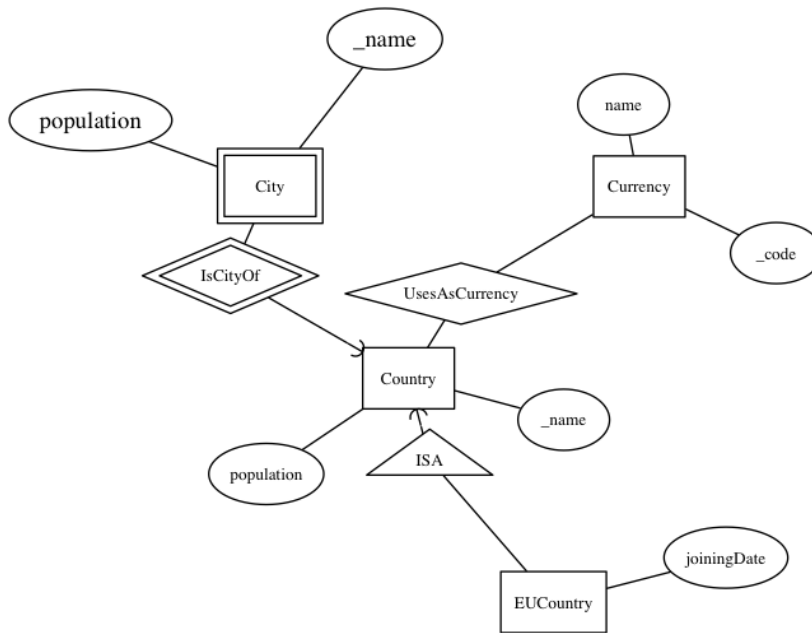 _name
population
name
City
Currency
_code
IsCityOf
UsesAsCurrency
Country
_name
population
ISA
joiningDate
EUCountry